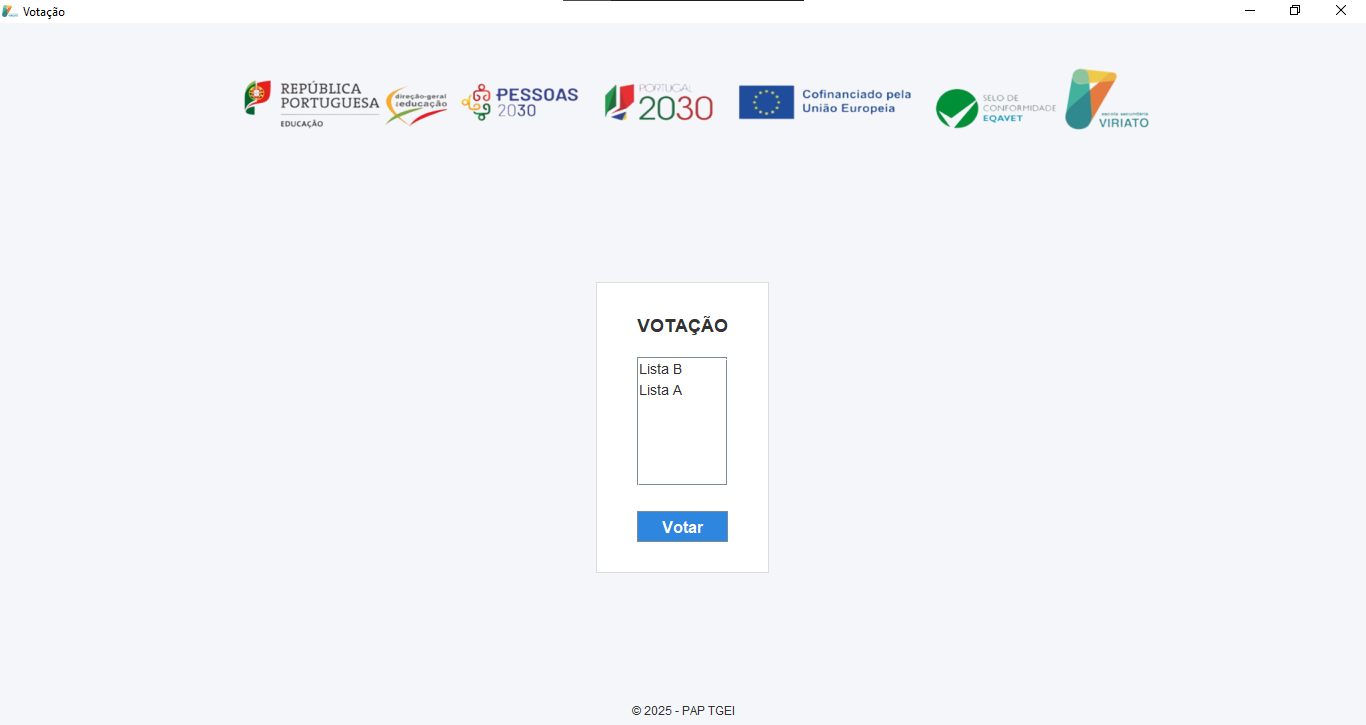 Votação
REPÚBLICA
PORTUGUESA
EDUCAÇÃO
direção-geral
da educação
PESSOAS
2030
PORTUGAL
2030
Cofinanciado pela
União Europeia
SELO DE
CONFORMIDADE
EQAVET
escola secundária
VIRIATO
VOTAÇÃO
Lista B
Lista A
Votar
© 2025 - PAP TGEI